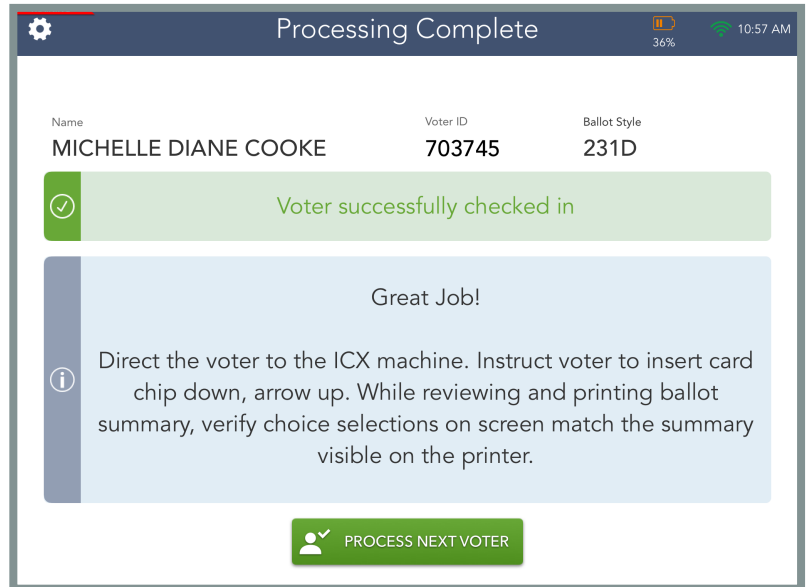 Processing Complete
36%
10:57 AM
Name Voter ID Ballot Style
MICHELLE DIANE COOKE 703745 231D
Voter successfully checked in
Great Job!
Direct the voter to the ICX machine. Instruct voter to insert card
chip down, arrow up. While reviewing and printing ballot
summary, verify choice selections on screen match the summary
visible on the printer.
PROCESS NEXT VOTER